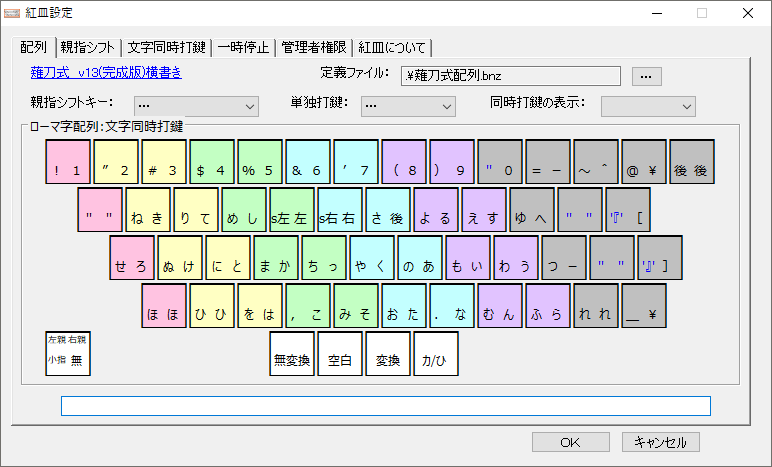 紅皿設定
配列 親指シフト 文字同時打鍵 一時停止 管理者権限 紅皿について
薙刀式 v13(完成版)横書き 定義ファイル: .¥薙刀式配列.bnz ...
親指シフトキー: ... 単独打鍵: ... 同時打鍵の表示:
ローマ字配列:文字同時打鍵
! 1 ” 2 # 3 $ 4 % 5 & 6 ’ 7 ( 8 ) 9 " 0 = − ～ ＾ @ ¥ 後 後
" " ね き り て め し s左 左 s右 右 さ 後 よ る え す ゆ へ " " '『' [
せ ろ ぬ け に と ま か ち っ や く の あ も い わ う つ ー " " '』' ]
ほ ほ ひ ひ を は , こ み そ お た . な む ん ふ ら れ れ ＿ ¥
左親 右親
小指 無 無変換 空白 変換 カ/ひ
OK キャンセル